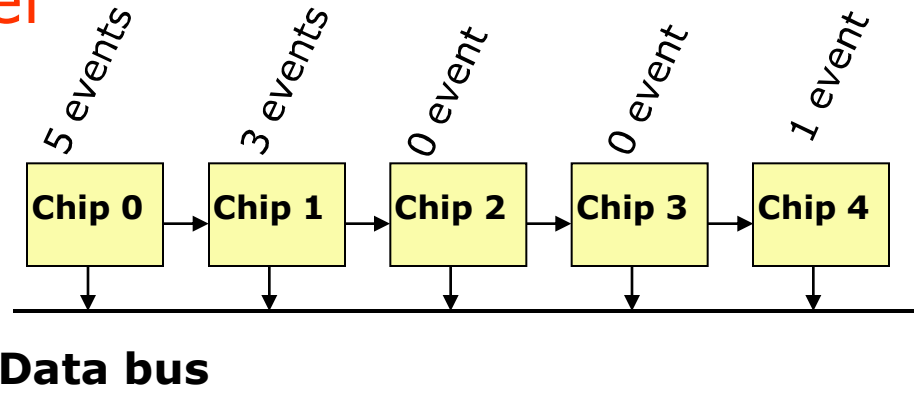 5 events
3 events
0 event
0 event
1 event
Chip 0
Chip 1
Chip 2
Chip 3
Chip 4
Data bus